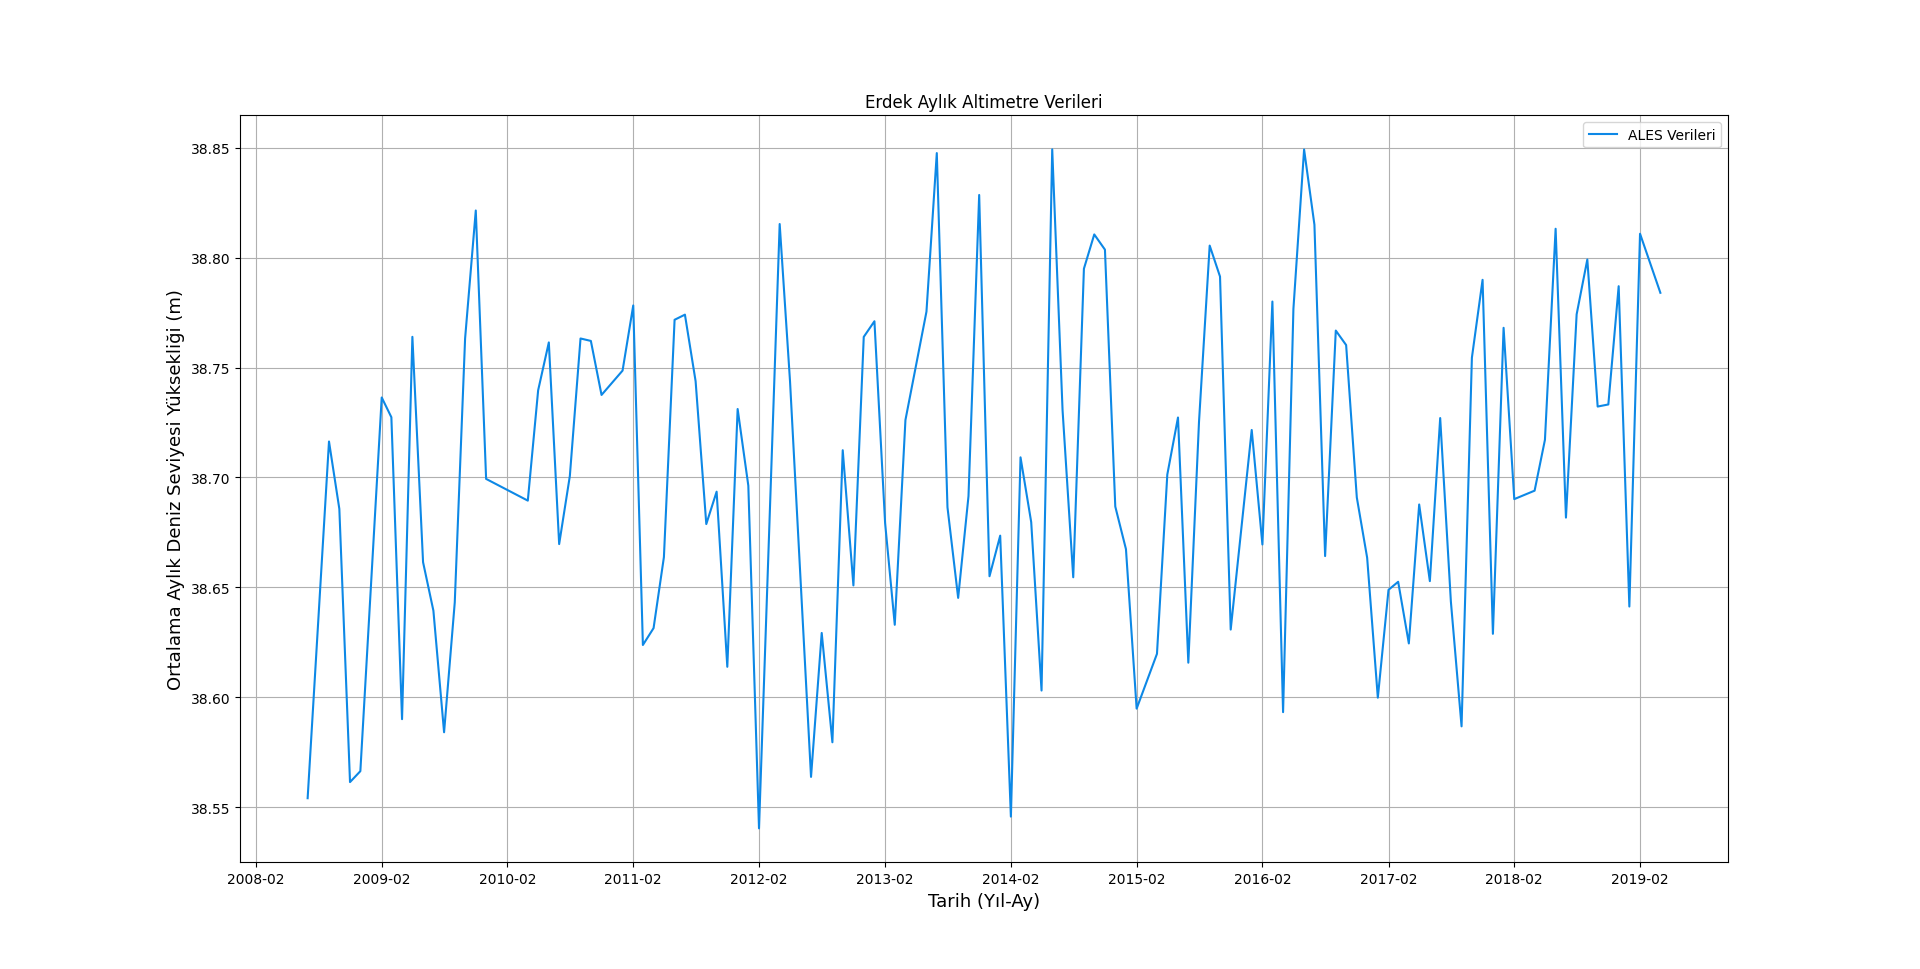 Erdek Aylık Altimetre Verileri
ALES Verileri
Ortalama Aylık Deniz Seviyesi Yüksekliği (m)
38.85
38.80
38.75
38.70
38.65
38.60
38.55
2008-02 2009-02 2010-02 2011-02 2012-02 2013-02 2014-02 2015-02 2016-02 2017-02 2018-02 2019-02
Tarih (Yıl-Ay)